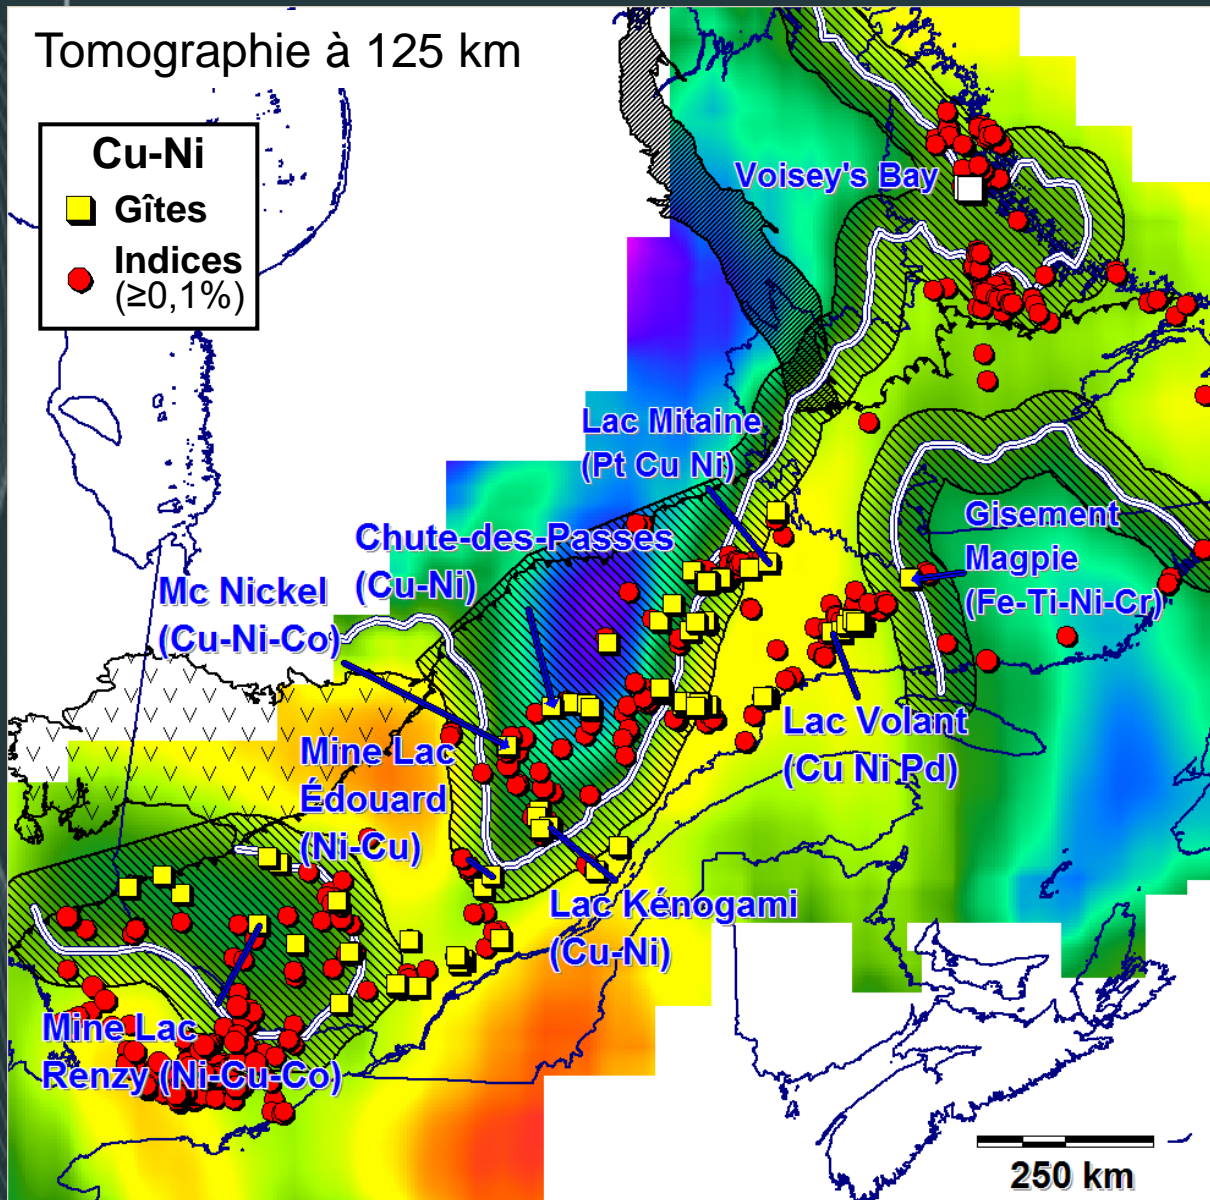 Tomographie à 125 km
Cu-Ni
Gîtes
Indices
(≥0,1%)
Voisey's Bay
Lac Mitaine
(Pt Cu Ni)
Chute-des-Passes
(Cu-Ni)
Gisement
Magpie
(Fe-Ti-Ni-Cr)
Mc Nickel
(Cu-Ni-Co)
Lac Volant
(Cu Ni Pd)
Mine Lac
Édouard
(Ni-Cu)
Lac Kénogami
(Cu-Ni)
Mine Lac
Renzy (Ni-Cu-Co)
250 km